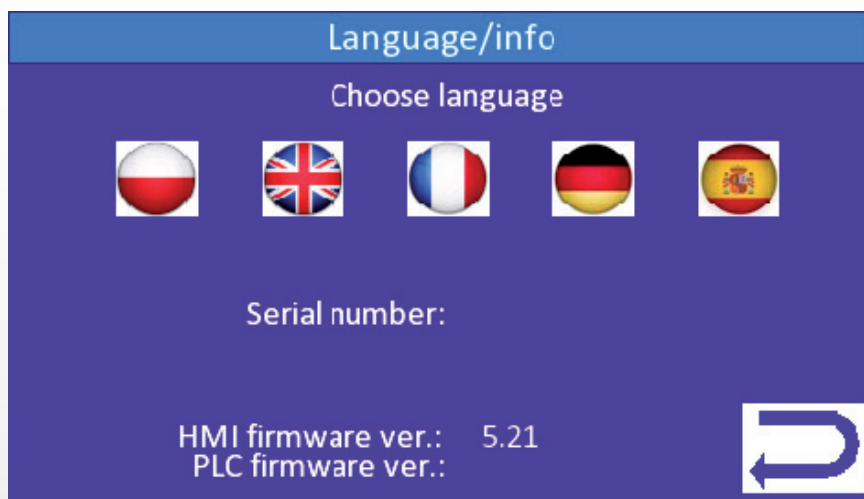 Language/info
Choose language
Serial number:
HMI firmware ver.: 5.21
PLC firmware ver.: